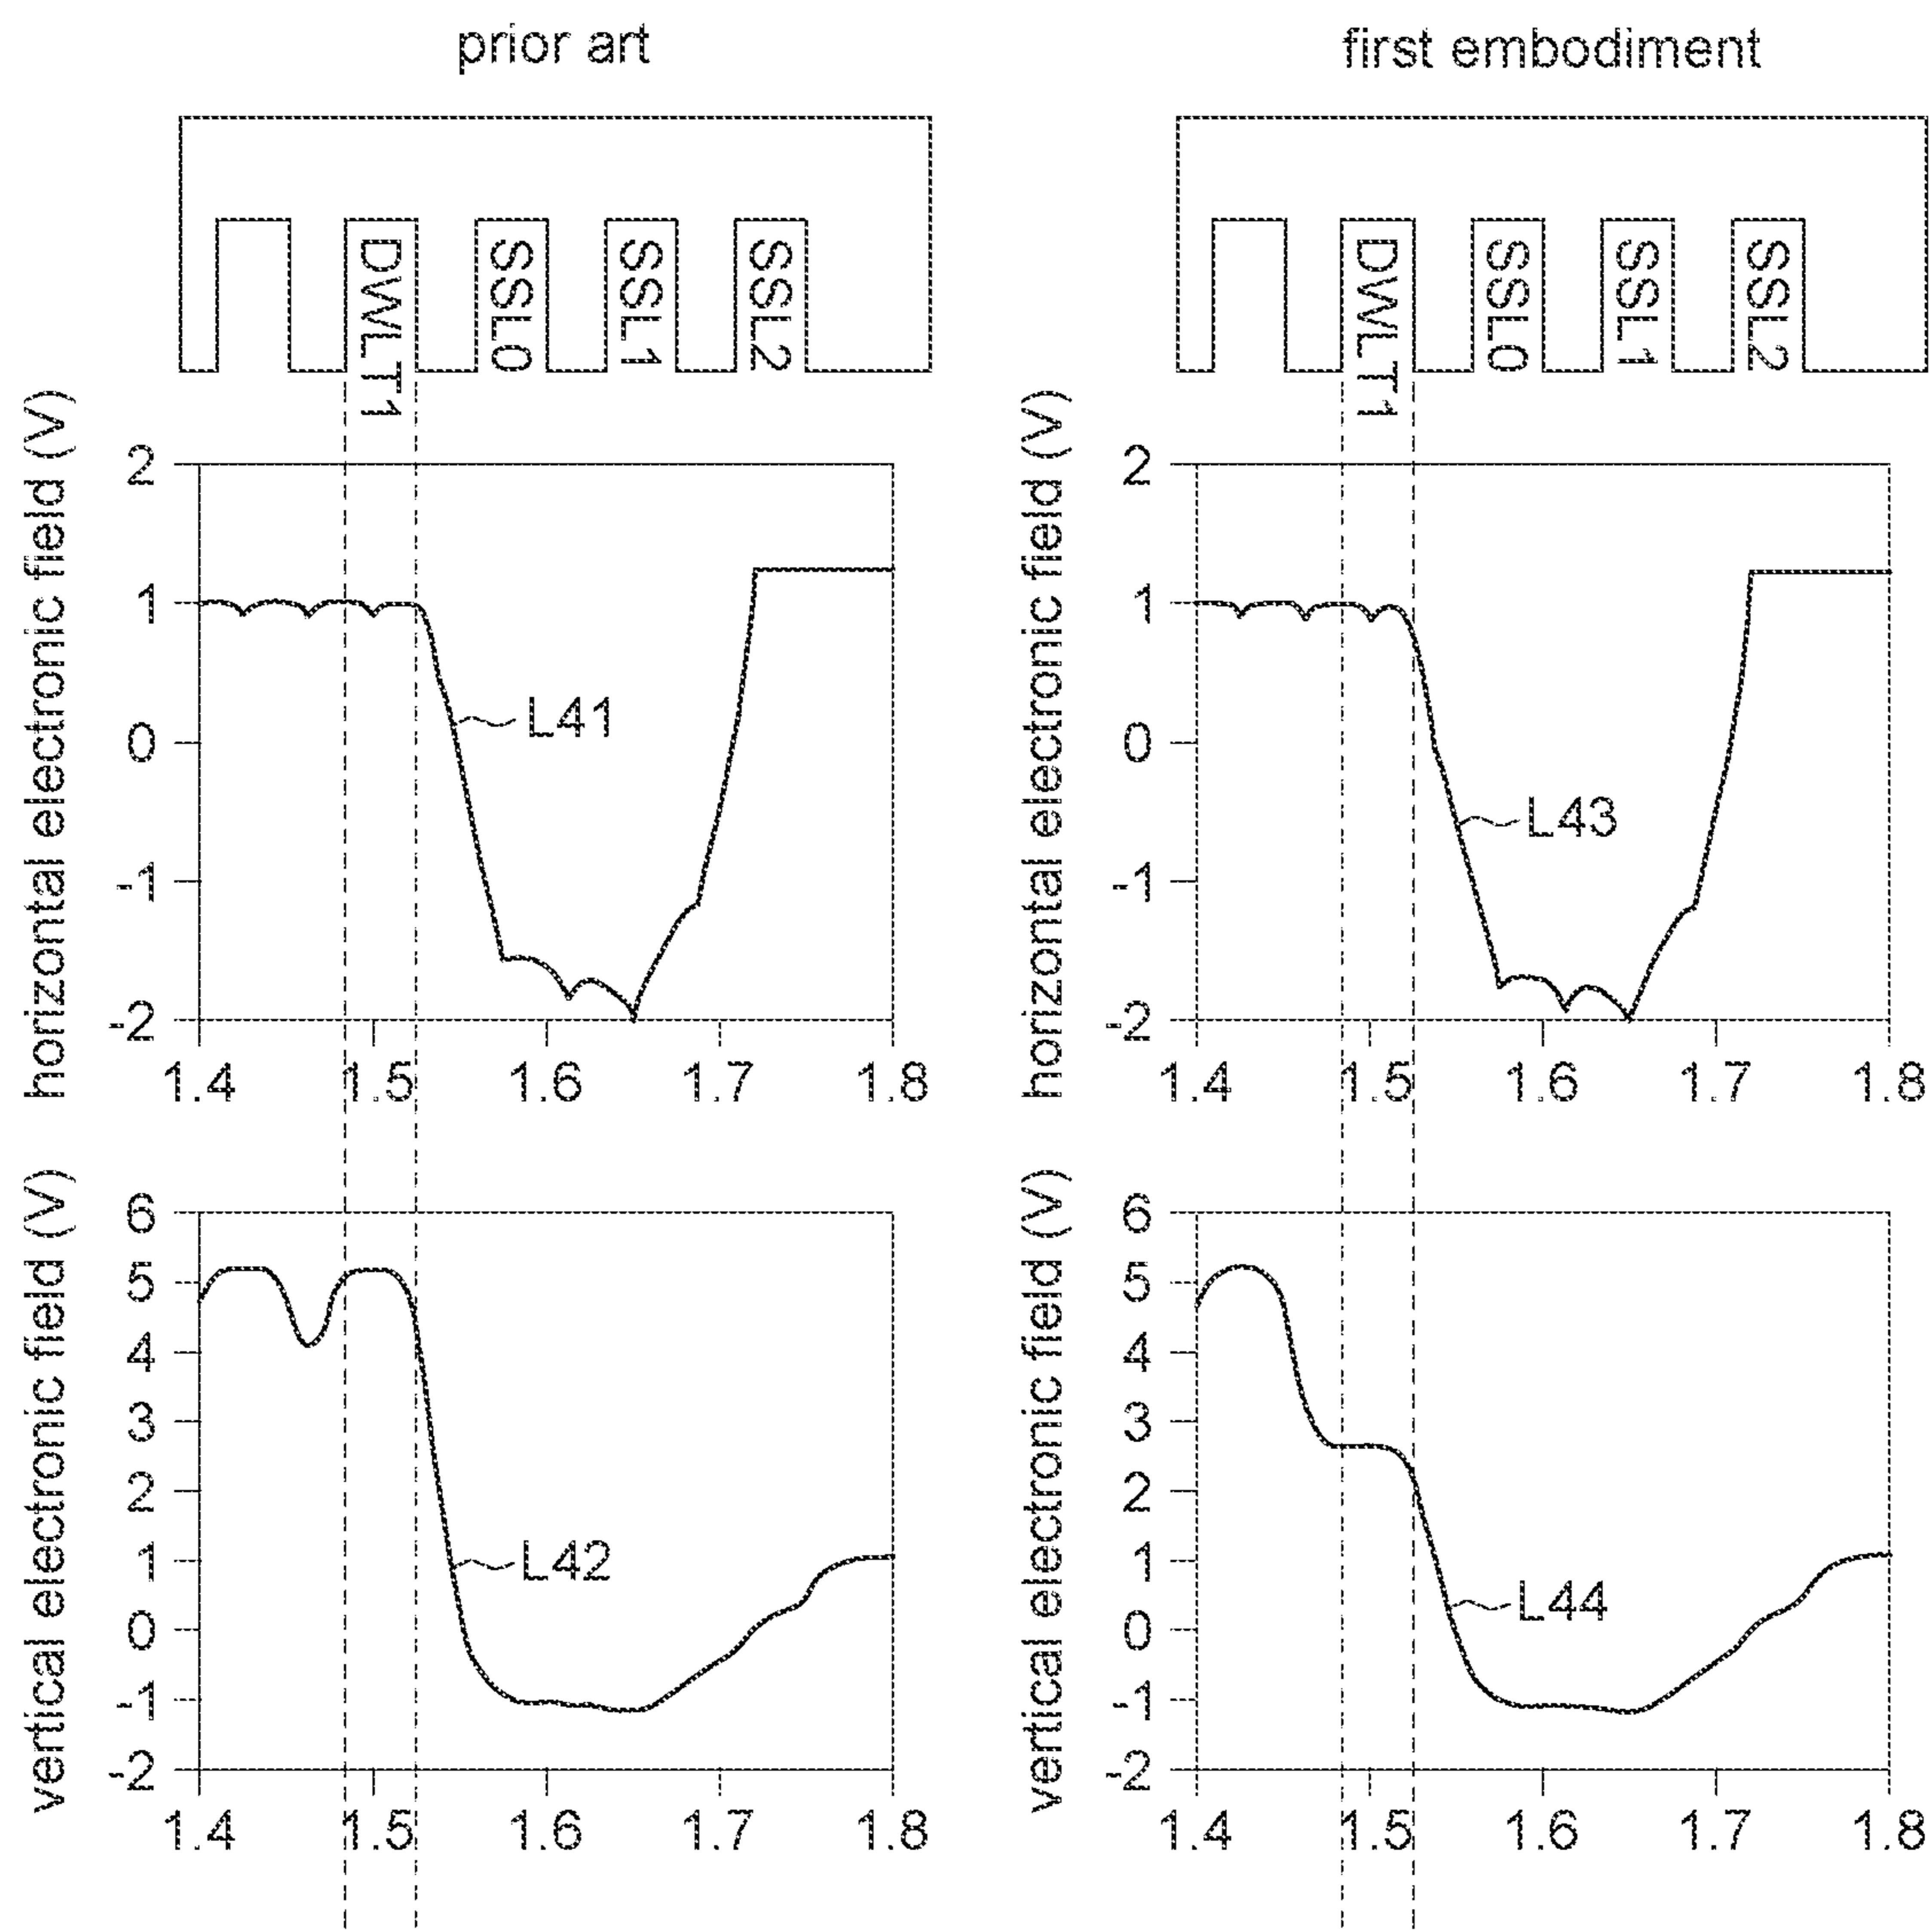 prior art
DWLT1
SSL0
SSL1
SSL2
horizontal electronic field (V)
2
1
0
-1
-2
L41
1.4 1.5 1.6 1.7 1.8
vertical electronic field (V)
6
5
4
3
2
1
0
-1
-2
L42
1.4 1.5 1.6 1.7 1.8
first embodiment
DWLT1
SSL0
SSL1
SSL2
horizontal electronic field (V)
2
1
0
-1
-2
L43
1.4 1.5 1.6 1.7 1.8
vertical electronic field (V)
6
5
4
3
2
1
0
-1
-2
L44
1.4 1.5 1.6 1.7 1.8